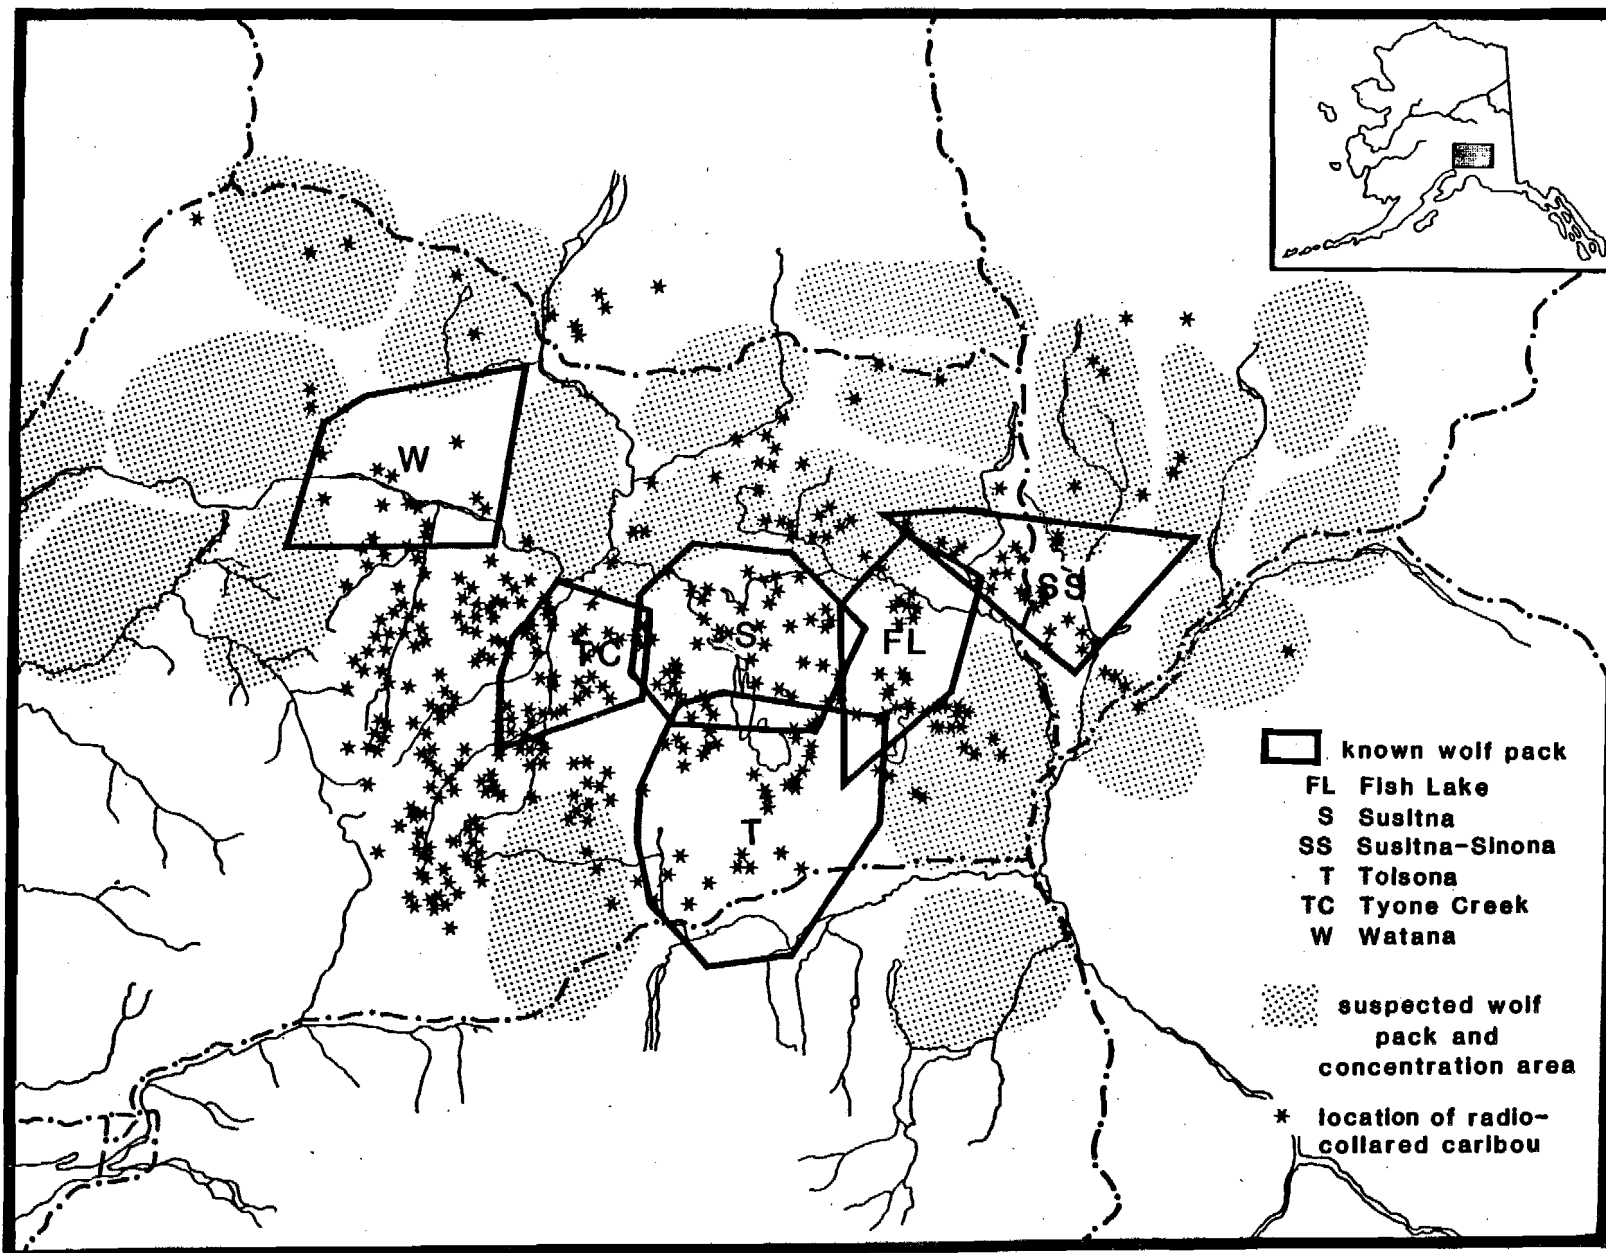 W
SS
TC
S
FL
T
known wolf pack
FL Fish Lake
S Susitna
SS Susitna-Sinona
T Tolsona
TC Tyone Creek
W Watana
suspected wolf
pack and
concentration area
* location of radio-
collared caribou